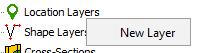 Location Layers
Shape Layers
New Layer
Cross-Sections